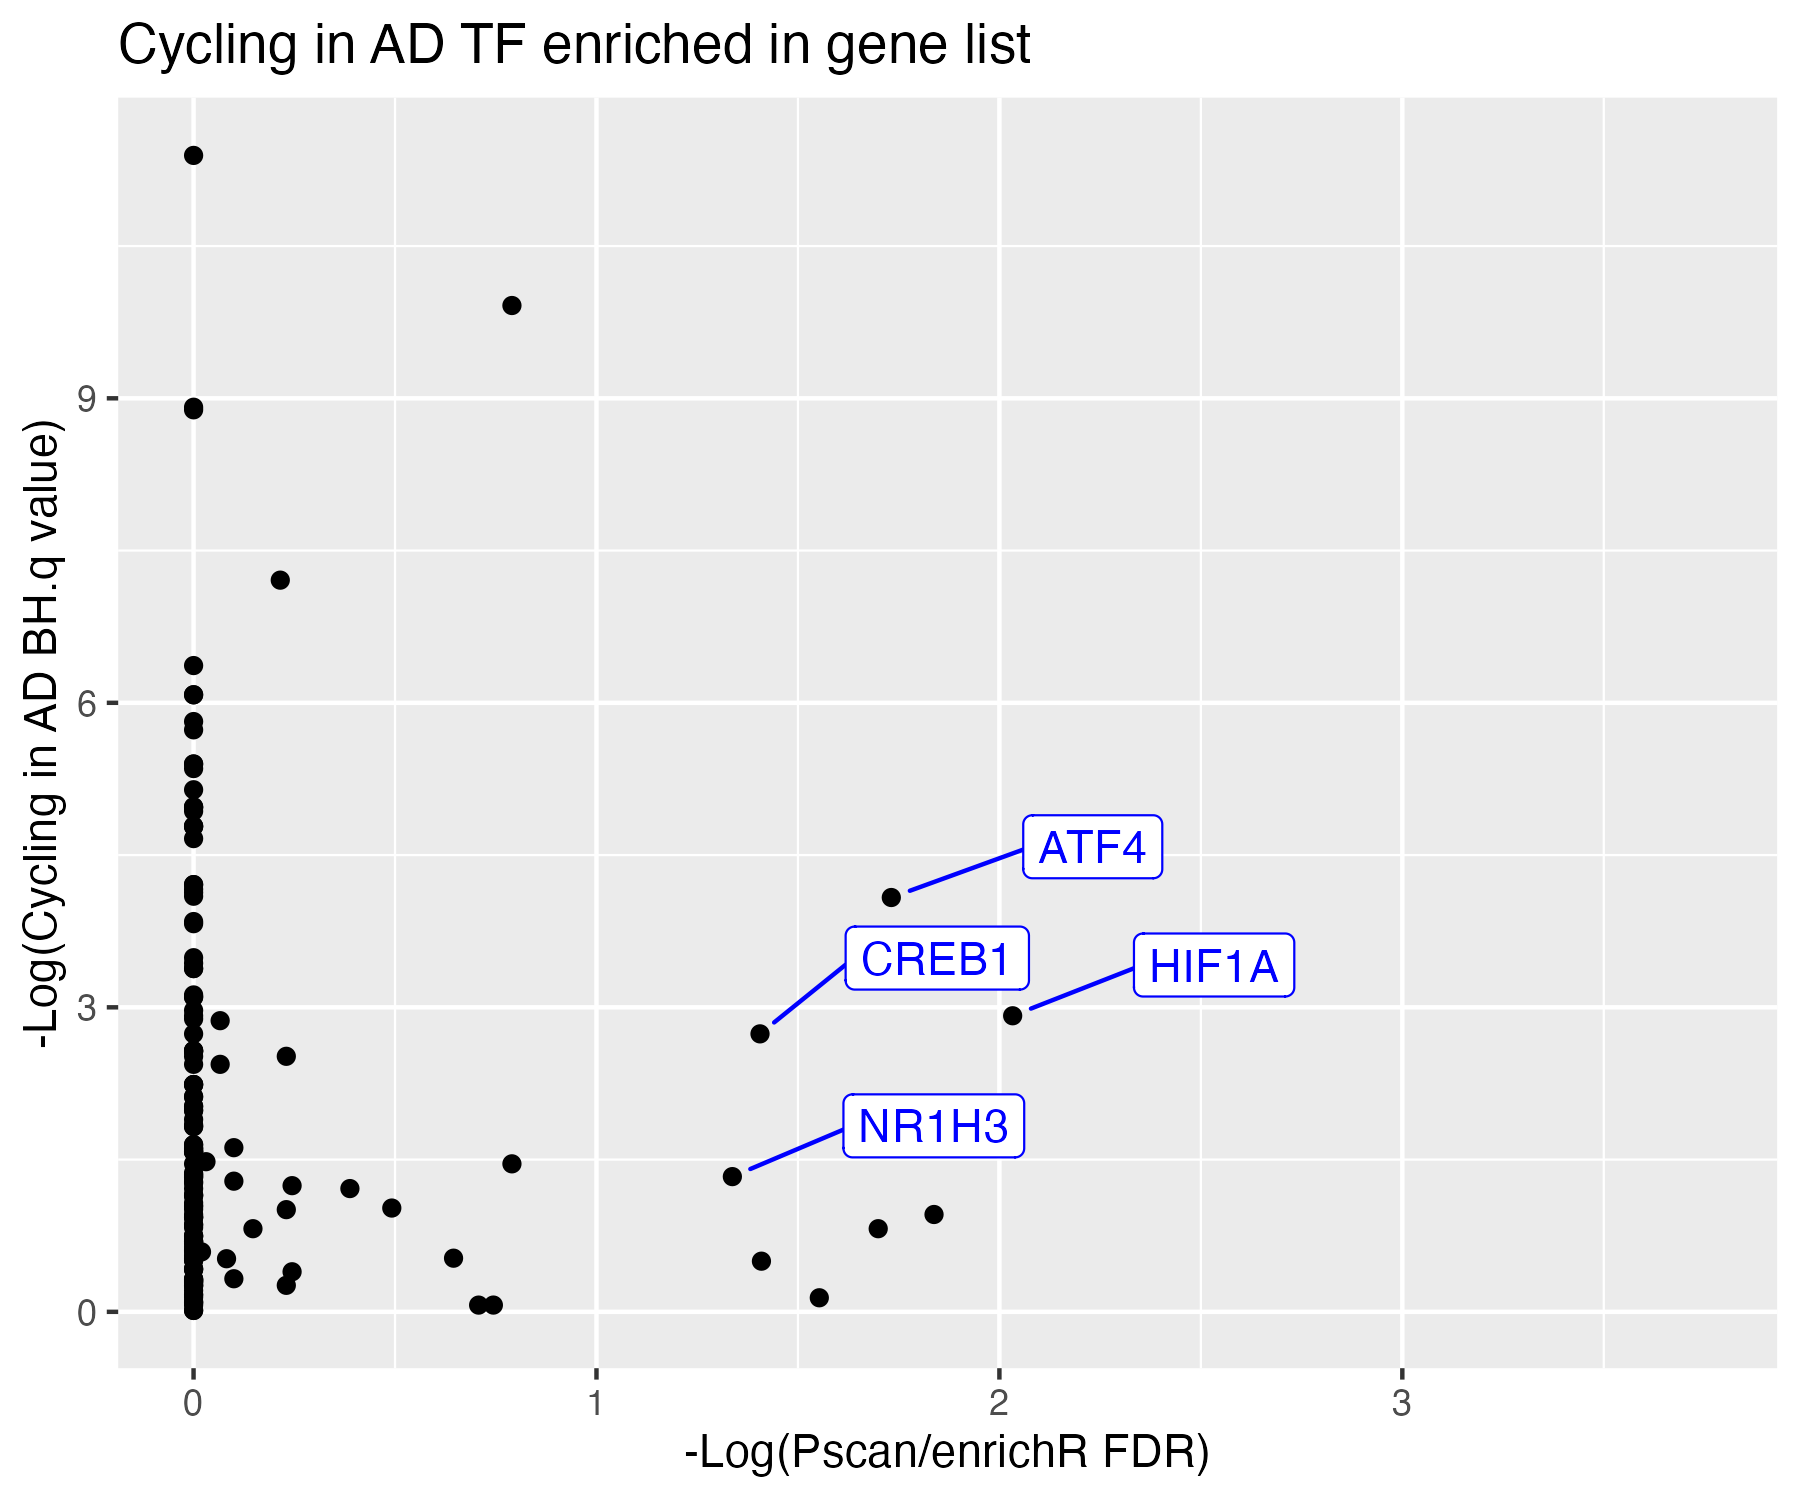 Cycling in AD TF enriched in gene list
-Log(Cycling in AD BH.q value)
9
6
3
0
ATF4
CREB1
HIF1A
NR1H3
0 1 2 3
-Log(Pscan/enrichR FDR)